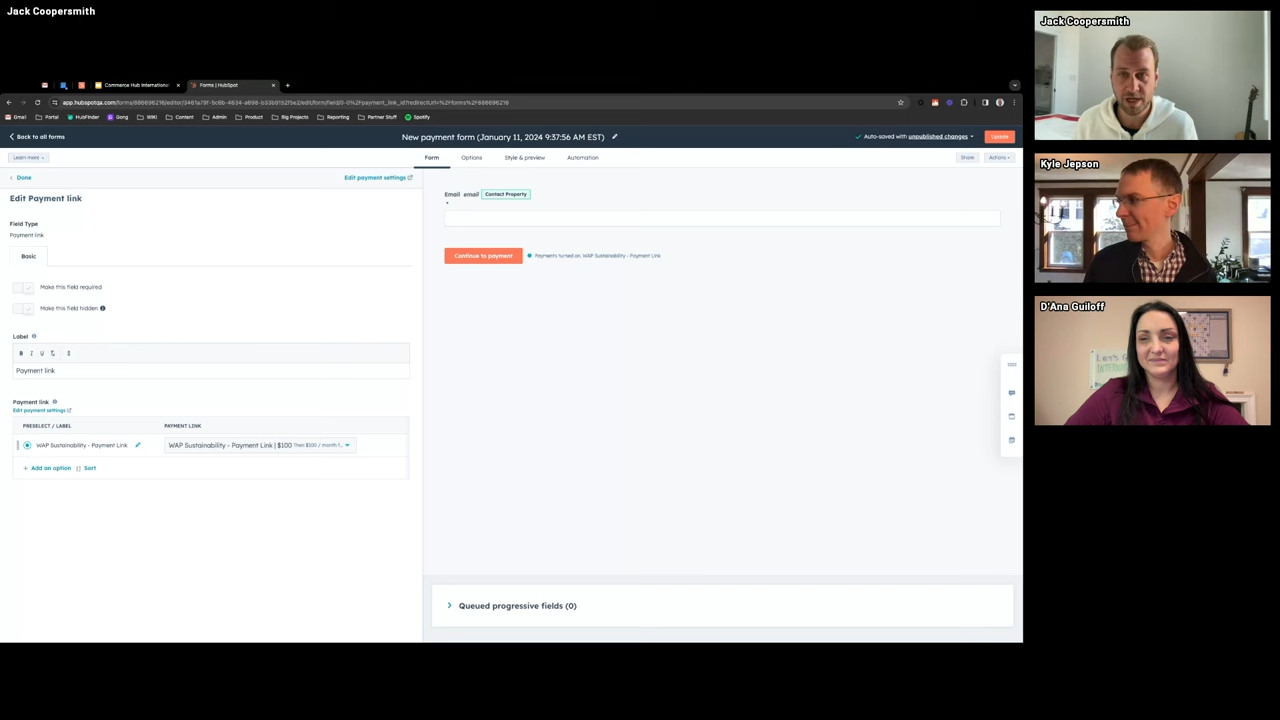 Jack Coopersmith
Commerce Hub International
Forms | HubSpot
Gmail
Portal
HubFinder
Gong
WIKI
Content
Admin
Product
Big Projects
Reporting
Partner Stuff
Spotify
Back to all forms
New payment form (January 11, 2024 9:37:56 AM EST)
Auto-saved with unpublished changes
Update
Learn more
Form
Options
Style & preview
Automation
Share
Actions
Done
Edit payment settings
Edit Payment link
Field Type
Payment link
Basic
Make this field required
Make this field hidden
Label
B I U
Payment link
Payment link
Edit payment settings
PRESELECT / LABEL
PAYMENT LINK
WAP Sustainability - Payment Link
WAP Sustainability - Payment Link | $100
+ Add an option
Sort
Email email Contact Property
*
Continue to payment
Payments turned on. WAP Sustainability - Payment Link
Queued progressive fields (0)
Jack Coopersmith
Kyle Jepson
D'Ana Guiloff